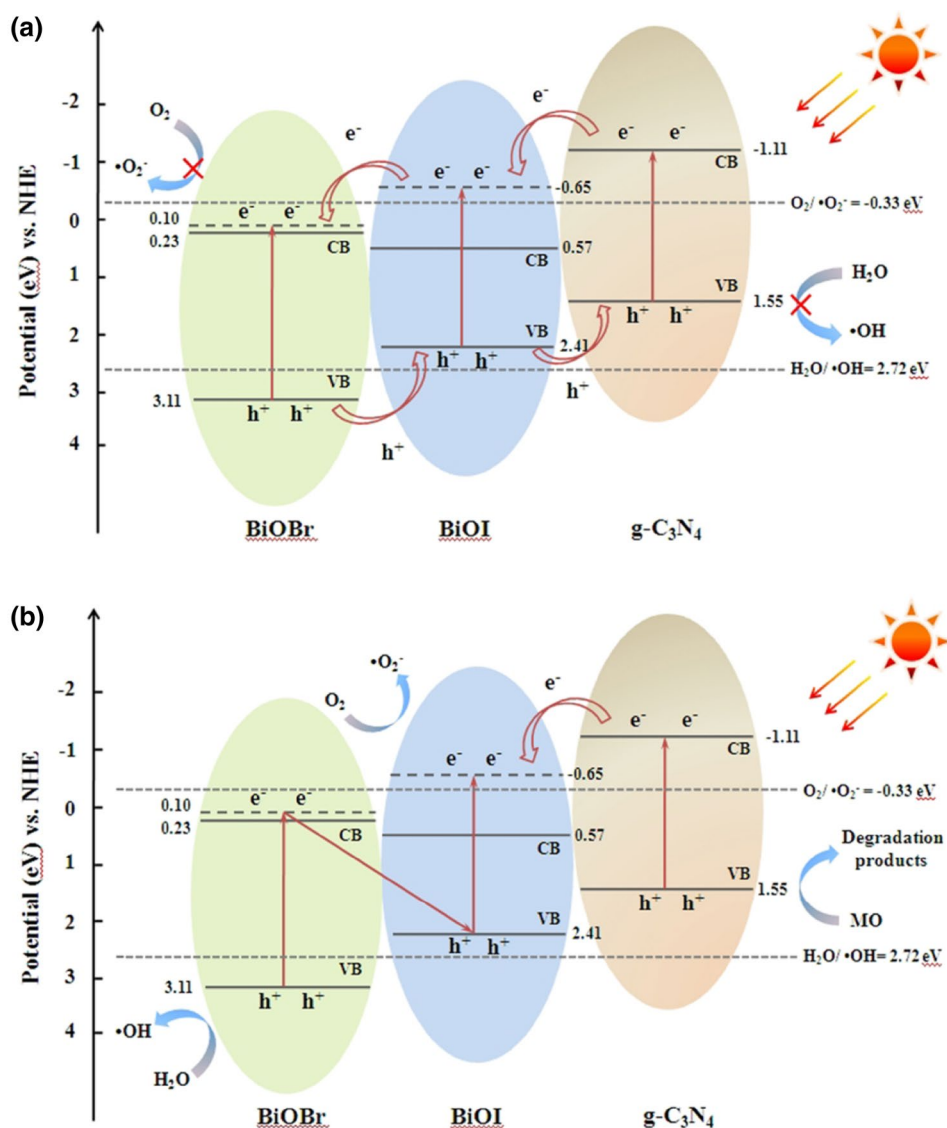 (a)
Potential (eV) vs. NHE
-2
-1
0
1
2
3
4
O₂
•O₂⁻
e⁻
e⁻
e⁻ e⁻
0.10
0.23
CB
VB
3.11
h⁺ h⁺
h⁺
BiOBr
e⁻ e⁻
-0.65
0.57
CB
VB
2.41
h⁺ h⁺
h⁺
BiOI
e⁻ e⁻
-1.11
CB
VB
1.55
h⁺ h⁺
g-C₃N₄
O₂/ •O₂⁻ = -0.33 eV
H₂O
•OH
H₂O/ •OH= 2.72 eV
(b)
Potential (eV) vs. NHE
-2
-1
0
1
2
3
4
O₂
•O₂⁻
e⁻
e⁻ e⁻
0.10
0.23
CB
VB
3.11
h⁺ h⁺
•OH
H₂O
BiOBr
e⁻ e⁻
-0.65
0.57
CB
VB
2.41
h⁺ h⁺
BiOI
e⁻ e⁻
-1.11
CB
VB
1.55
h⁺ h⁺
g-C₃N₄
O₂/ •O₂⁻ = -0.33 eV
Degradation
products
MO
H₂O/ •OH= 2.72 eV